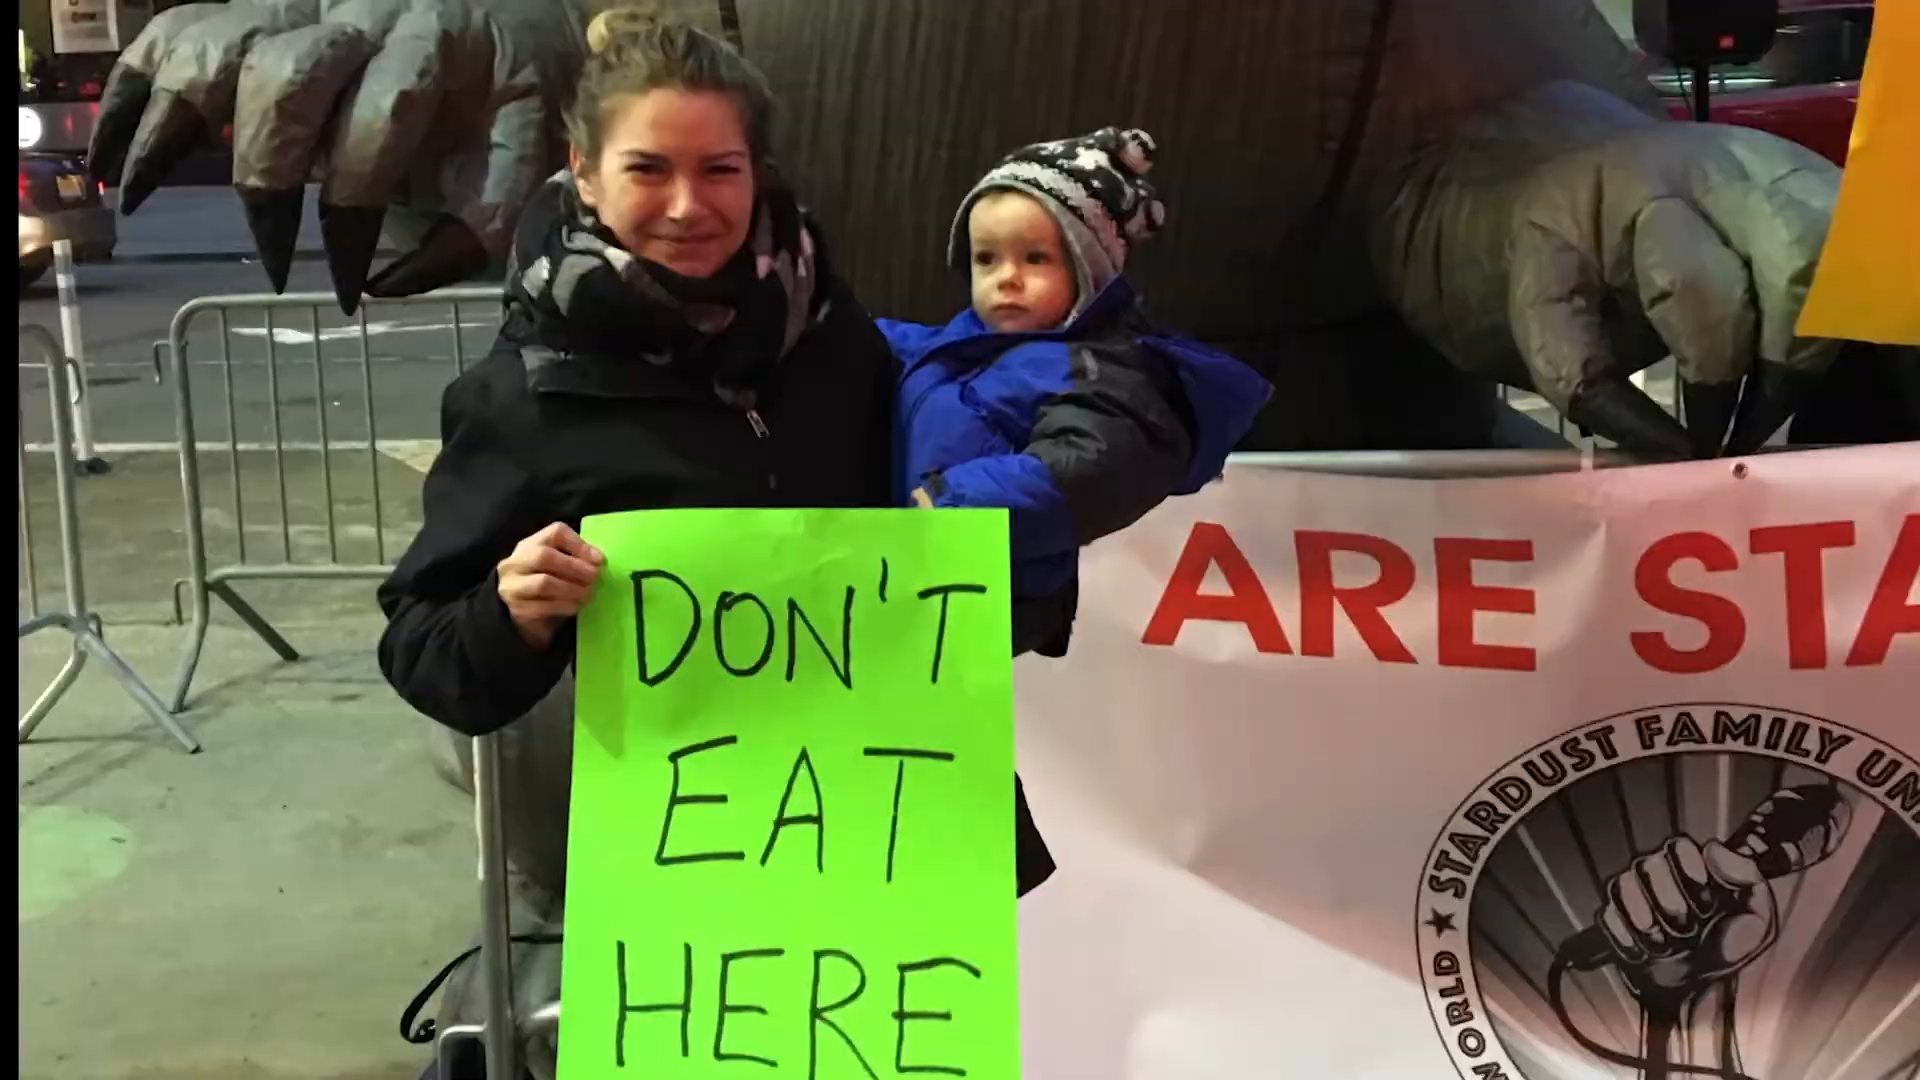 DON'T
EAT
HERE
ARE STA
WORLD ★ STARDUST FAMILY UN